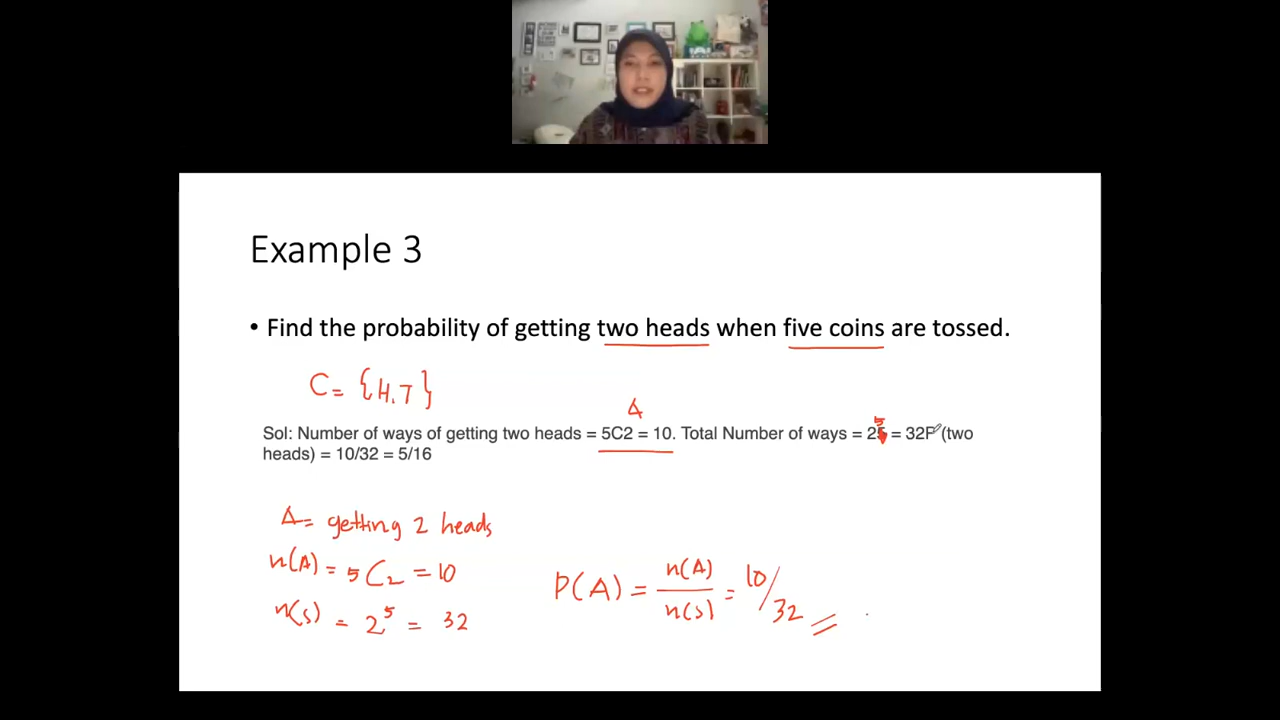 Example 3
• Find the probability of getting two heads when five coins are tossed.
C = {H,T}
A
5
Sol: Number of ways of getting two heads = 5C2 = 10. Total Number of ways = 25 = 32P (two
heads) = 10/32 = 5/16
A = getting 2 heads
n(A) = 5C2 = 10
n(S) = 2^5 = 32
P(A) = n(A)/n(S) = 10/32